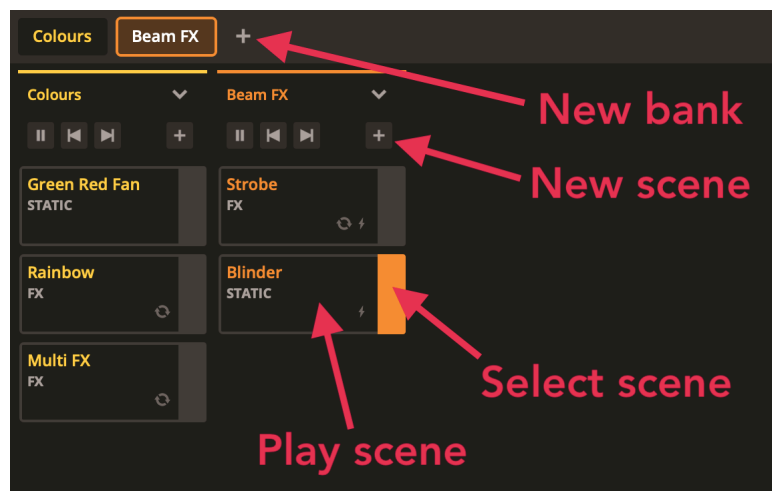 Colours
Beam FX
New bank
Colours
Beam FX
New scene
Green Red Fan
STATIC
Strobe
FX
Rainbow
FX
Blinder
STATIC
Multi FX
FX
Select scene
Play scene